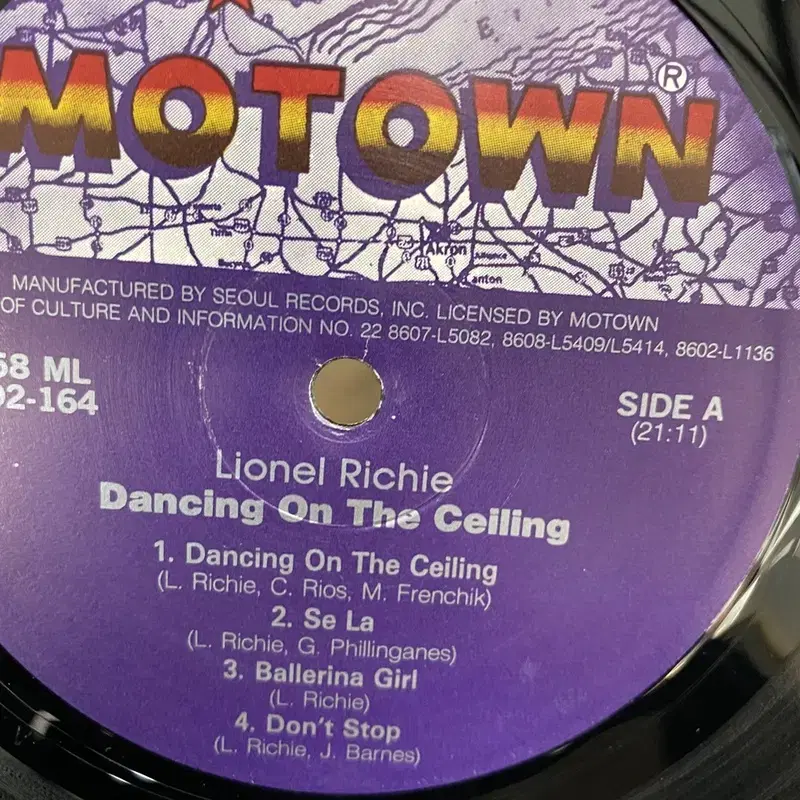 MOTOWN®
Akron
Alliance
Canton
MANUFACTURED BY SEOUL RECORDS, INC. LICENSED BY MOTOWN
OF CULTURE AND INFORMATION NO. 22 8607-L5082, 8608-L5409/L5414, 8602-L1136
58 ML
02-164
SIDE A
(21:11)
Lionel Richie
Dancing On The Ceiling
1. Dancing On The Ceiling
(L. Richie, C. Rios, M. Frenchik)
2. Se La
(L. Richie, G. Phillinganes)
3. Ballerina Girl
(L. Richie)
4. Don't Stop
(L. Richie, J. Barnes)